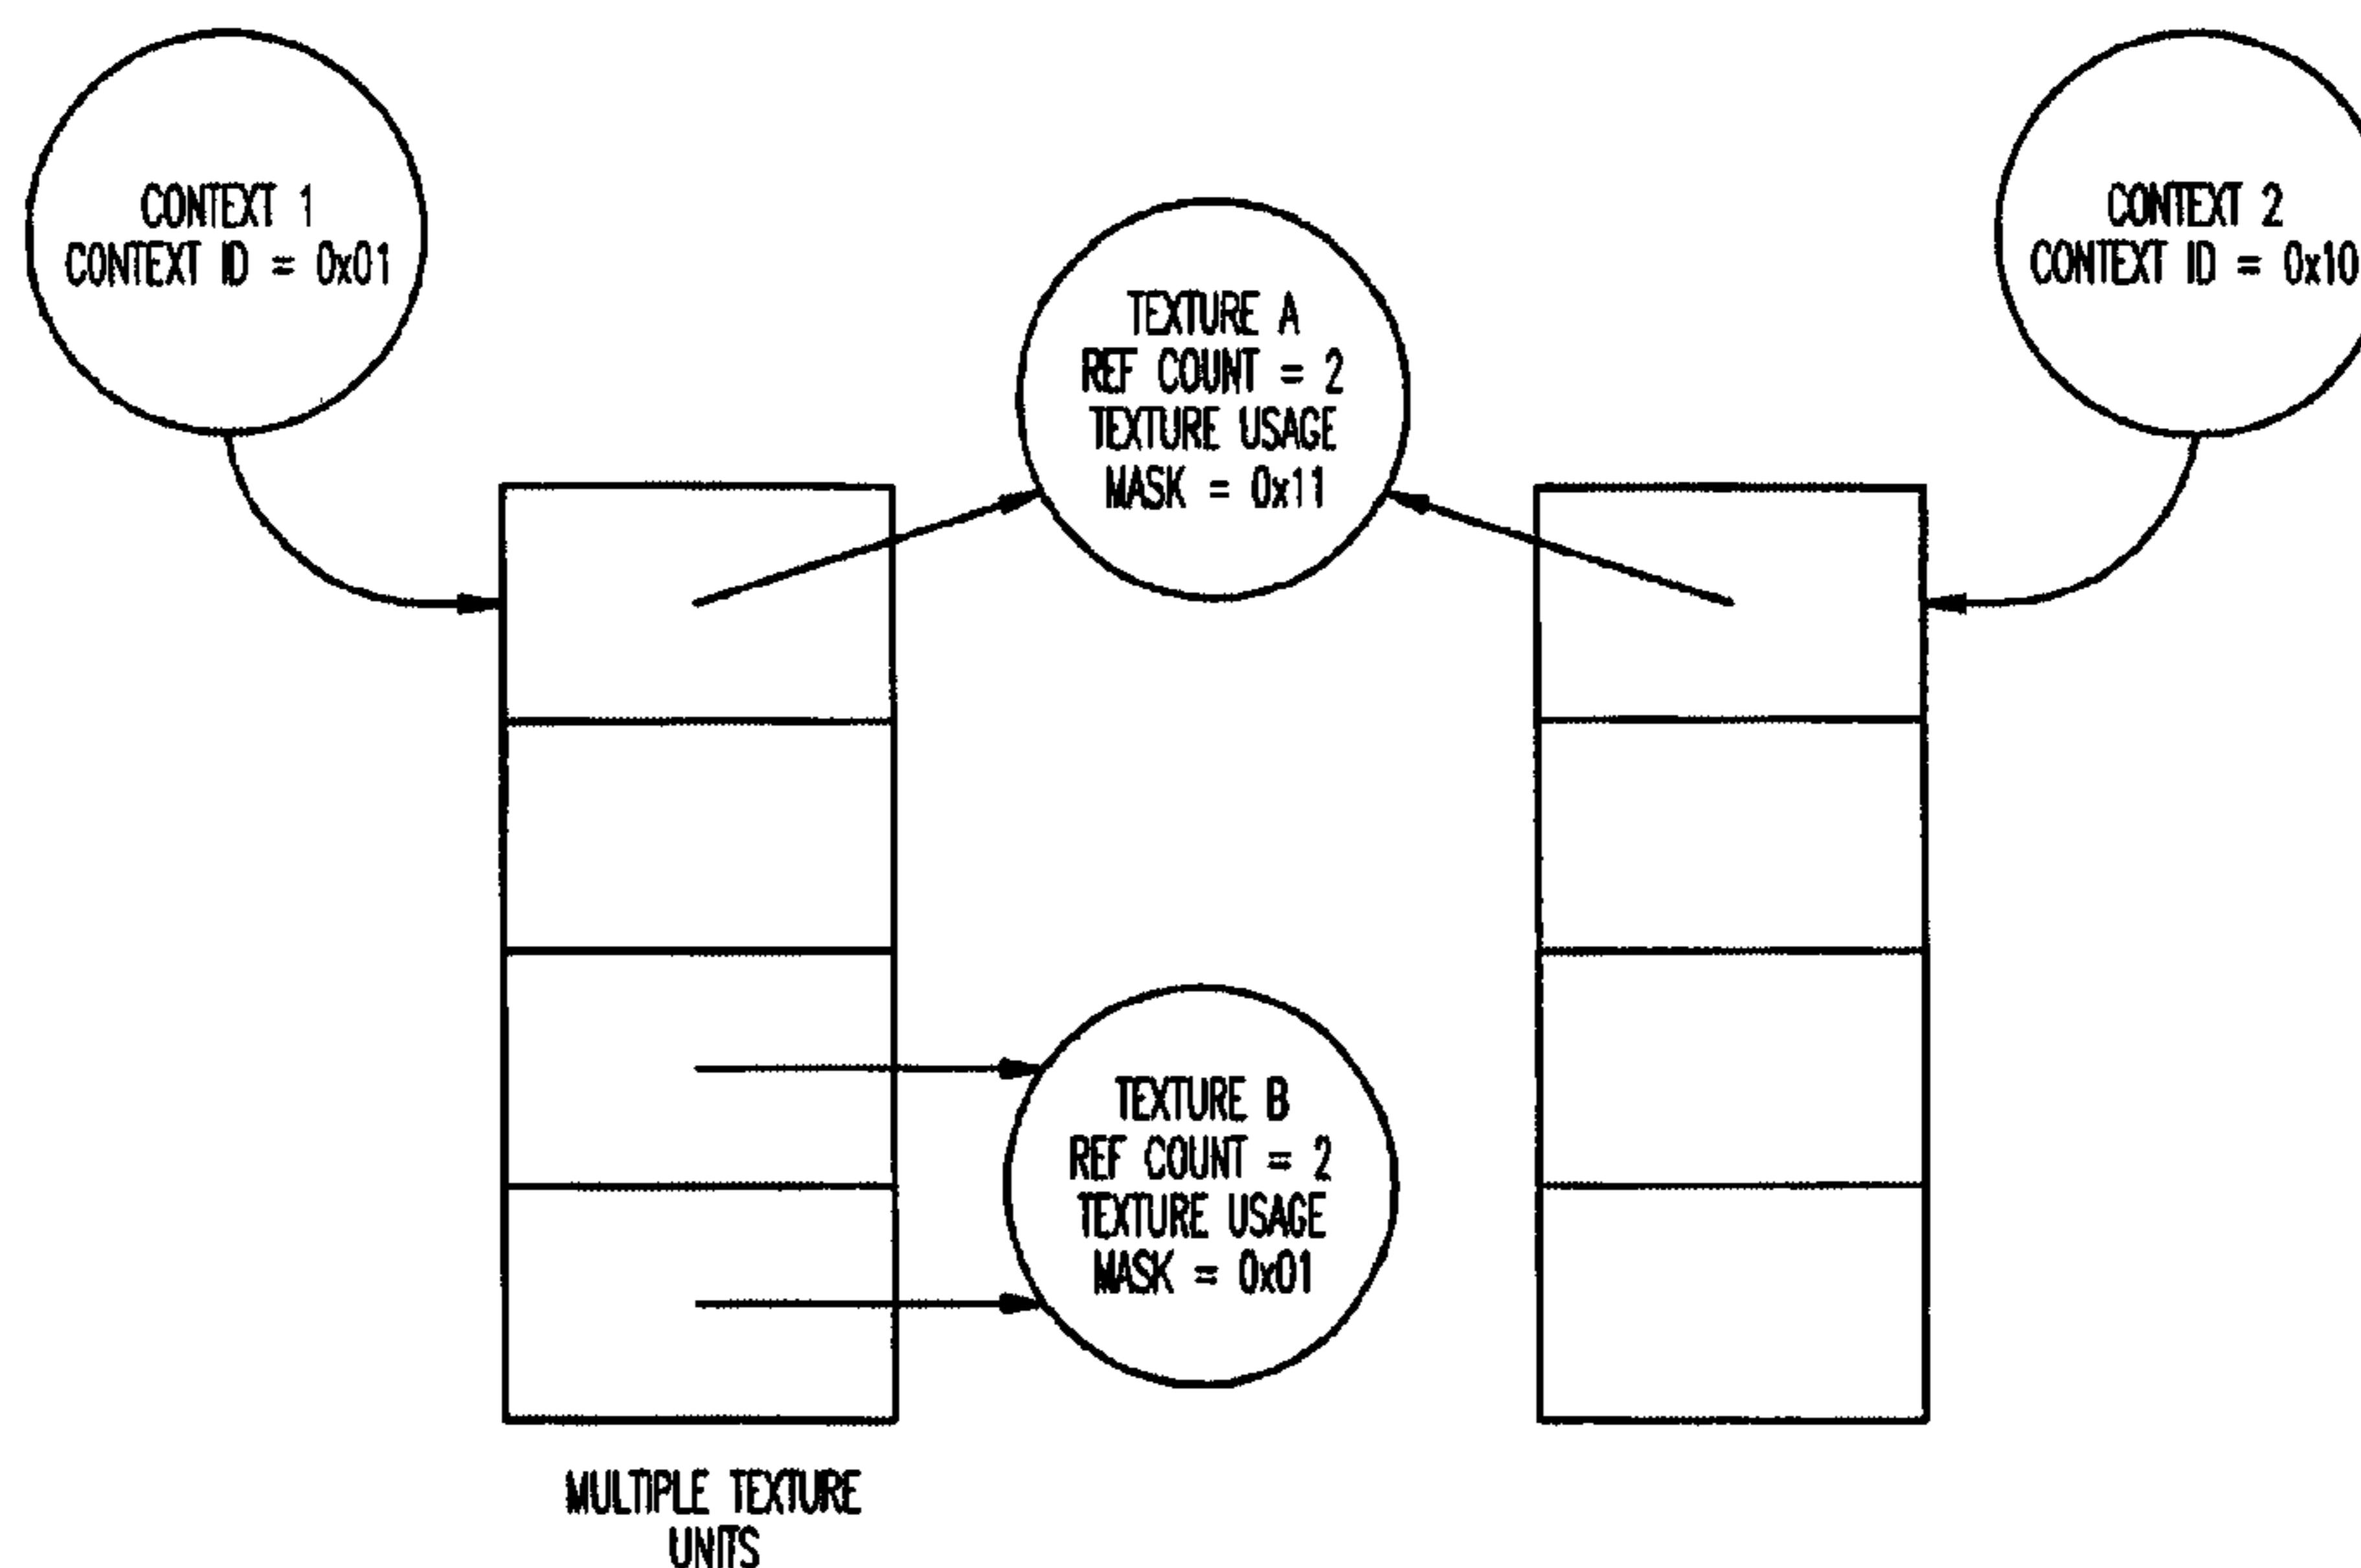 CONTEXT 1
CONTEXT ID = 0x01
CONTEXT 2
CONTEXT ID = 0x10
TEXTURE A
REF COUNT = 2
TEXTURE USAGE
MASK = 0x11
TEXTURE B
REF COUNT = 2
TEXTURE USAGE
MASK = 0x01
MULTIPLE TEXTURE
UNITS